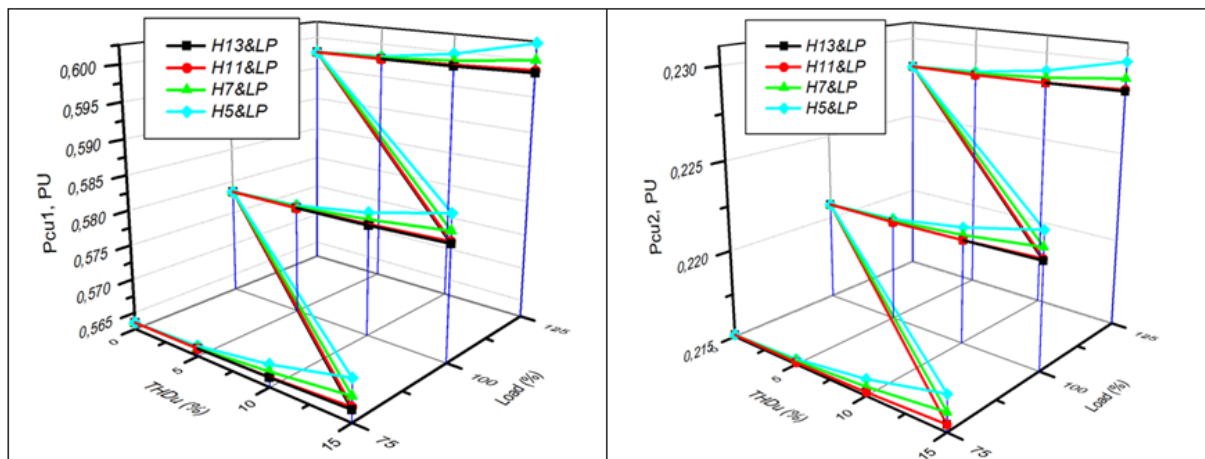 H13&LP
H11&LP
H7&LP
H5&LP
0,600
0,595
0,590
0,585
0,580
0,575
0,570
0,565
Pcu1, PU
0
5
10
15
THDu (%)
75
100
125
Load (%)
H13&LP
H11&LP
H7&LP
H5&LP
0,230
0,225
0,220
0,215
Pcu2, PU
5
10
15
THDu (%)
75
100
125
Load (%)